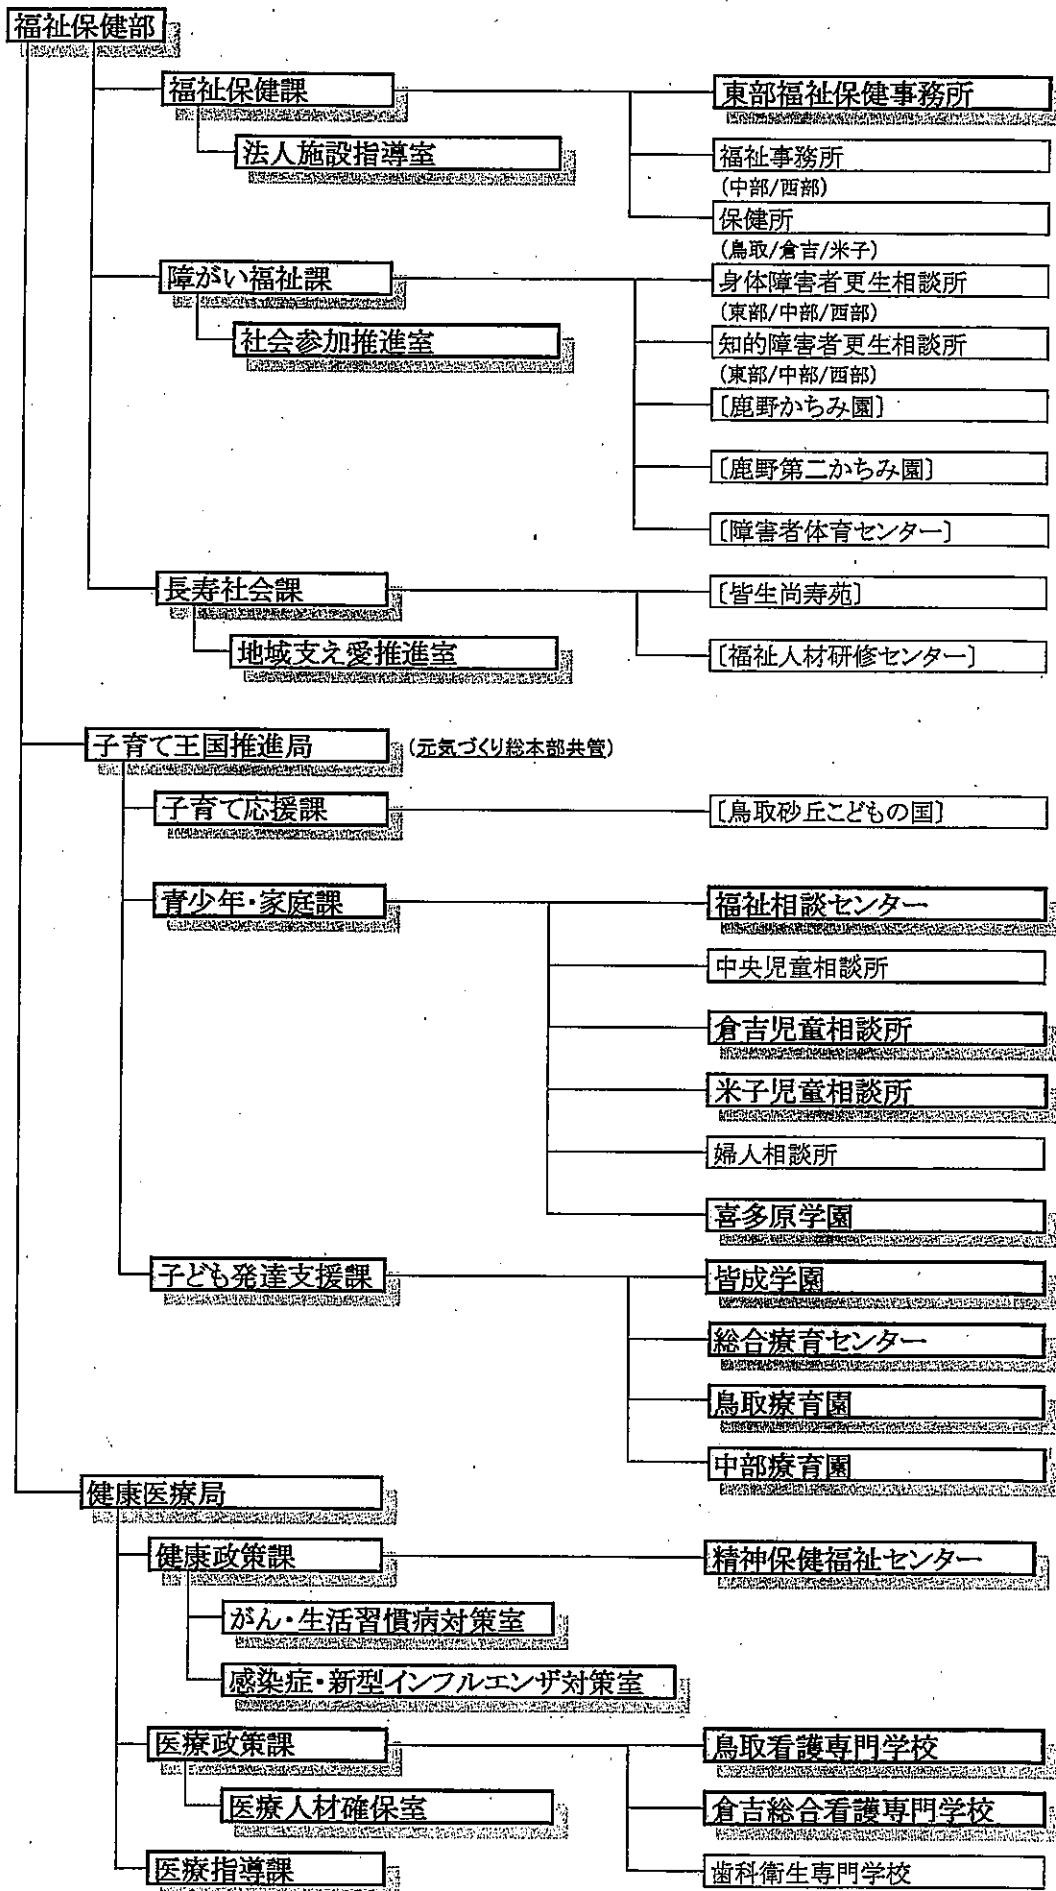 福祉保健部
福祉保健課
東部福祉保健事務所
法人施設指導室
福祉事務所
(中部/西部)
保健所
(鳥取/倉吉/米子)
障がい福祉課
身体障害者更生相談所
(東部/中部/西部)
社会参加推進室
知的障害者更生相談所
(東部/中部/西部)
〔鹿野かちみ園〕
〔鹿野第二かちみ園〕
〔障害者体育センター〕
長寿社会課
〔皆生尚寿苑〕
地域支え愛推進室
〔福祉人材研修センター〕
子育て王国推進局 (元気づくり総本部共管)
子育て応援課
〔鳥取砂丘こどもの国〕
青少年・家庭課
福祉相談センター
中央児童相談所
倉吉児童相談所
米子児童相談所
婦人相談所
喜多原学園
子ども発達支援課
皆成学園
総合療育センター
鳥取療育園
中部療育園
健康医療局
健康政策課
精神保健福祉センター
がん・生活習慣病対策室
感染症・新型インフルエンザ対策室
医療政策課
鳥取看護専門学校
医療人材確保室
倉吉総合看護専門学校
医療指導課
歯科衛生専門学校